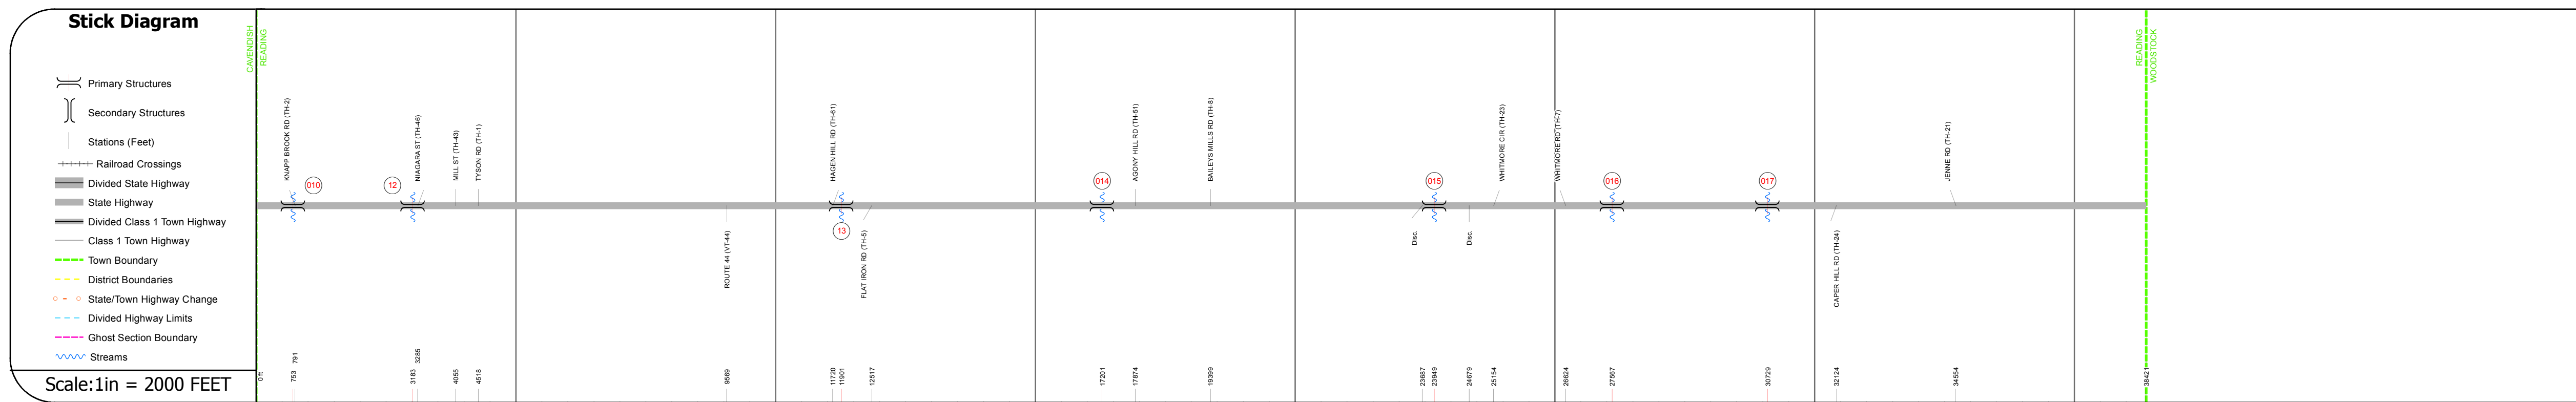 Stick Diagram
Primary Structures
Secondary Structures
Stations (Feet)
Railroad Crossings
Divided State Highway
State Highway
Divided Class 1 Town Highway
Class 1 Town Highway
Town Boundary
District Boundaries
State/Town Highway Change
Divided Highway Limits
Ghost Section Boundary
Streams
Scale:1in = 2000 FEET
CAVENDISH
READING
KNAPP BROOK RD (TH-2)
010
12
NIAGARA ST (TH-46)
MILL ST (TH-43)
TYSON RD (TH-1)
ROUTE 44 (VT-44)
HAGEN HILL RD (TH-61)
13
FLAT IRON RD (TH-5)
014
AGONY HILL RD (TH-51)
BAILEYS MILLS RD (TH-8)
Disc.
015
Disc.
WHITMORE CIR (TH-23)
WHITMORE RD (TH-7)
016
017
CAPER HILL RD (TH-24)
JENNE RD (TH-21)
READING
WOODSTOCK
0 ft
753
791
3183
3285
4055
4518
9569
11720
11901
12517
17201
17874
19399
23687
23949
24679
25154
26624
27567
30729
32124
34554
38421